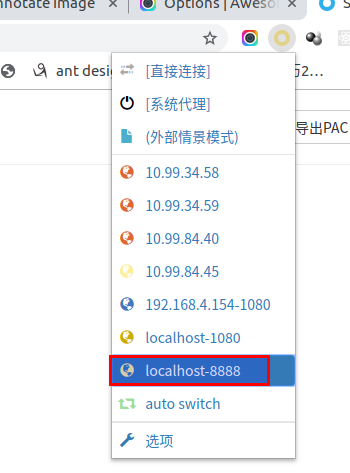 nnotate Image
Options | Aweso
S
ant desig
52…
[直接连接]
[系统代理]
导出PAC
(外部情景模式)
10.99.34.58
10.99.34.59
10.99.84.40
10.99.84.45
192.168.4.154-1080
localhost-1080
localhost-8888
auto switch
选项